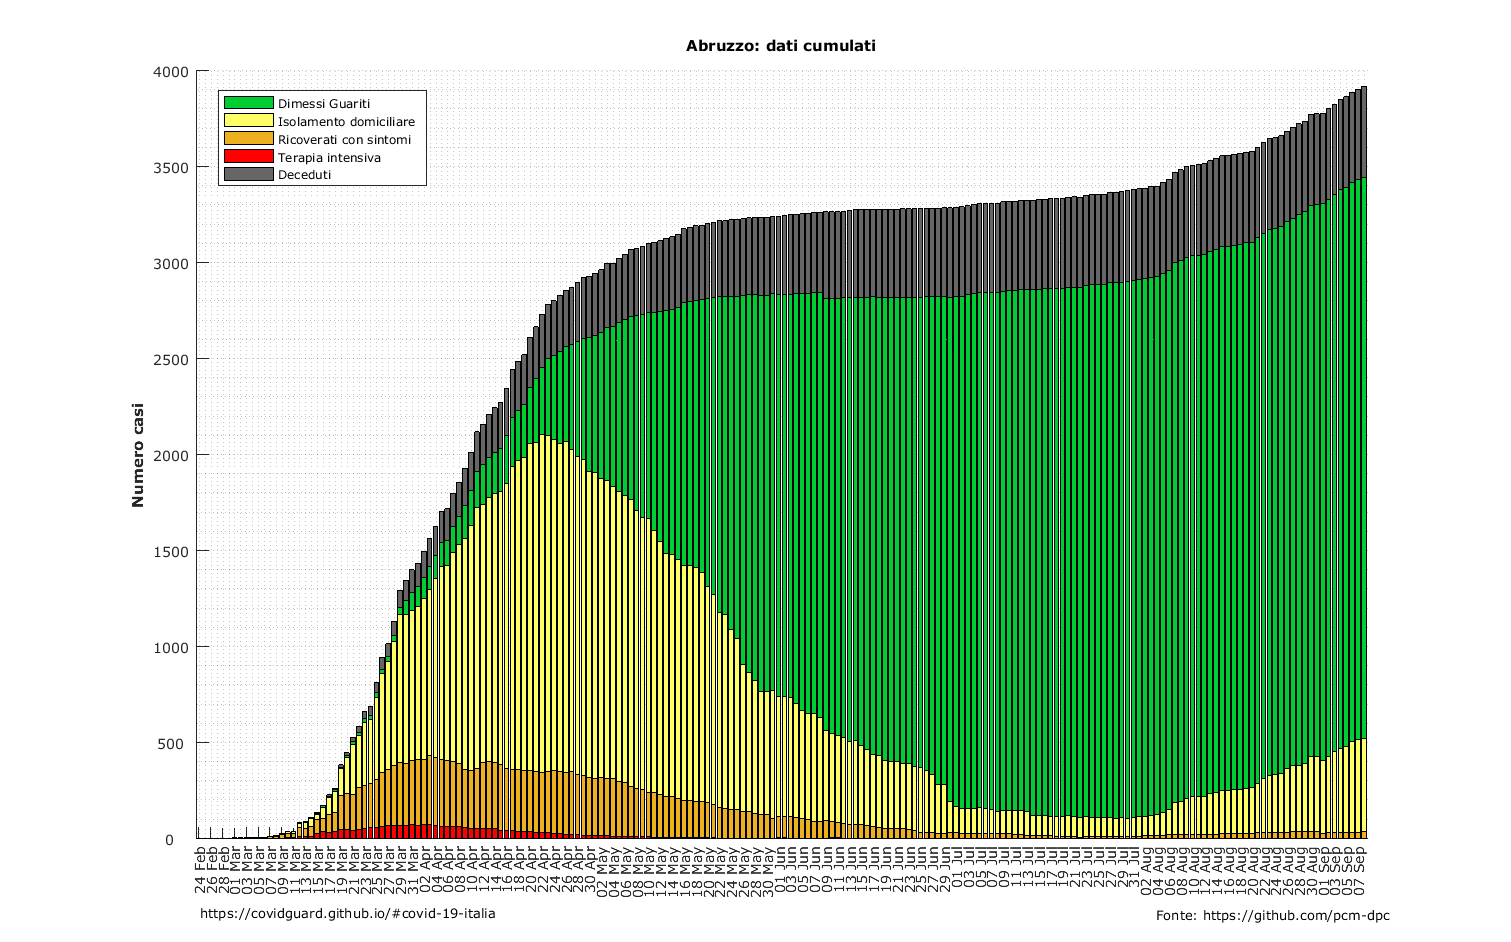 Abruzzo: dati cumulati
4000
3500
3000
2500
2000
1500
1000
500
0
Numero casi
Dimessi Guariti
Isolamento domiciliare
Ricoverati con sintomi
Terapia intensiva
Deceduti
24 Feb
26 Feb
28 Feb
01 Mar
03 Mar
05 Mar
07 Mar
09 Mar
11 Mar
13 Mar
15 Mar
17 Mar
19 Mar
21 Mar
23 Mar
25 Mar
27 Mar
29 Mar
31 Mar
02 Apr
04 Apr
06 Apr
08 Apr
10 Apr
12 Apr
14 Apr
16 Apr
18 Apr
20 Apr
22 Apr
24 Apr
26 Apr
28 Apr
30 Apr
02 May
04 May
06 May
08 May
10 May
12 May
14 May
16 May
18 May
20 May
22 May
24 May
26 May
28 May
30 May
01 Jun
03 Jun
05 Jun
07 Jun
09 Jun
11 Jun
13 Jun
15 Jun
17 Jun
19 Jun
21 Jun
23 Jun
25 Jun
27 Jun
29 Jun
01 Jul
03 Jul
05 Jul
07 Jul
09 Jul
11 Jul
13 Jul
15 Jul
17 Jul
19 Jul
21 Jul
23 Jul
25 Jul
27 Jul
29 Jul
31 Jul
02 Aug
04 Aug
06 Aug
08 Aug
10 Aug
12 Aug
14 Aug
16 Aug
18 Aug
20 Aug
22 Aug
24 Aug
26 Aug
28 Aug
30 Aug
01 Sep
03 Sep
05 Sep
07 Sep
https://covidguard.github.io/#covid-19-italia
Fonte: https://github.com/pcm-dpc